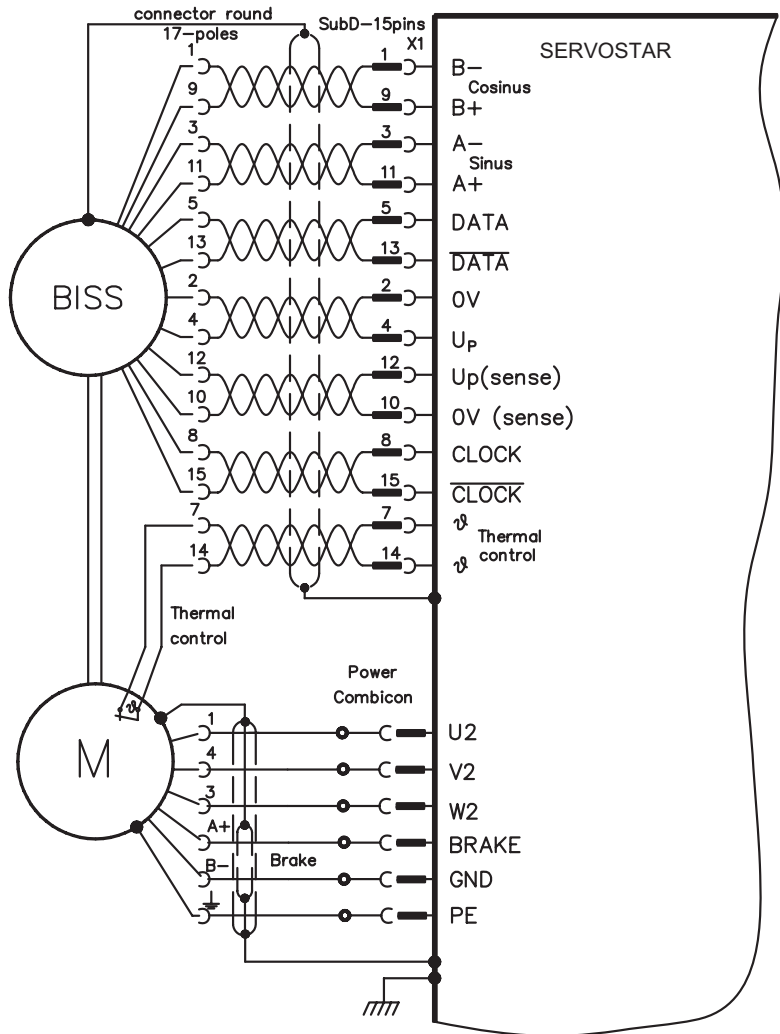 connector round
17-poles
SubD-15pins
X1
SERVOSTAR
1 1 B-
Cosinus
9 9 B+
3 3 A-
Sinus
11 11 A+
5 5 DATA
13 13 DATA
BISS
2 2 0V
4 4 UP
12 12 Up(sense)
10 10 0V (sense)
8 8 CLOCK
15 15 CLOCK
7 7 ϑ
Thermal
control
14 14 ϑ
Thermal
control
Power
Combicon
ϑ
M
1 U2
4 V2
3 W2
A+ BRAKE
Brake
B- GND
PE